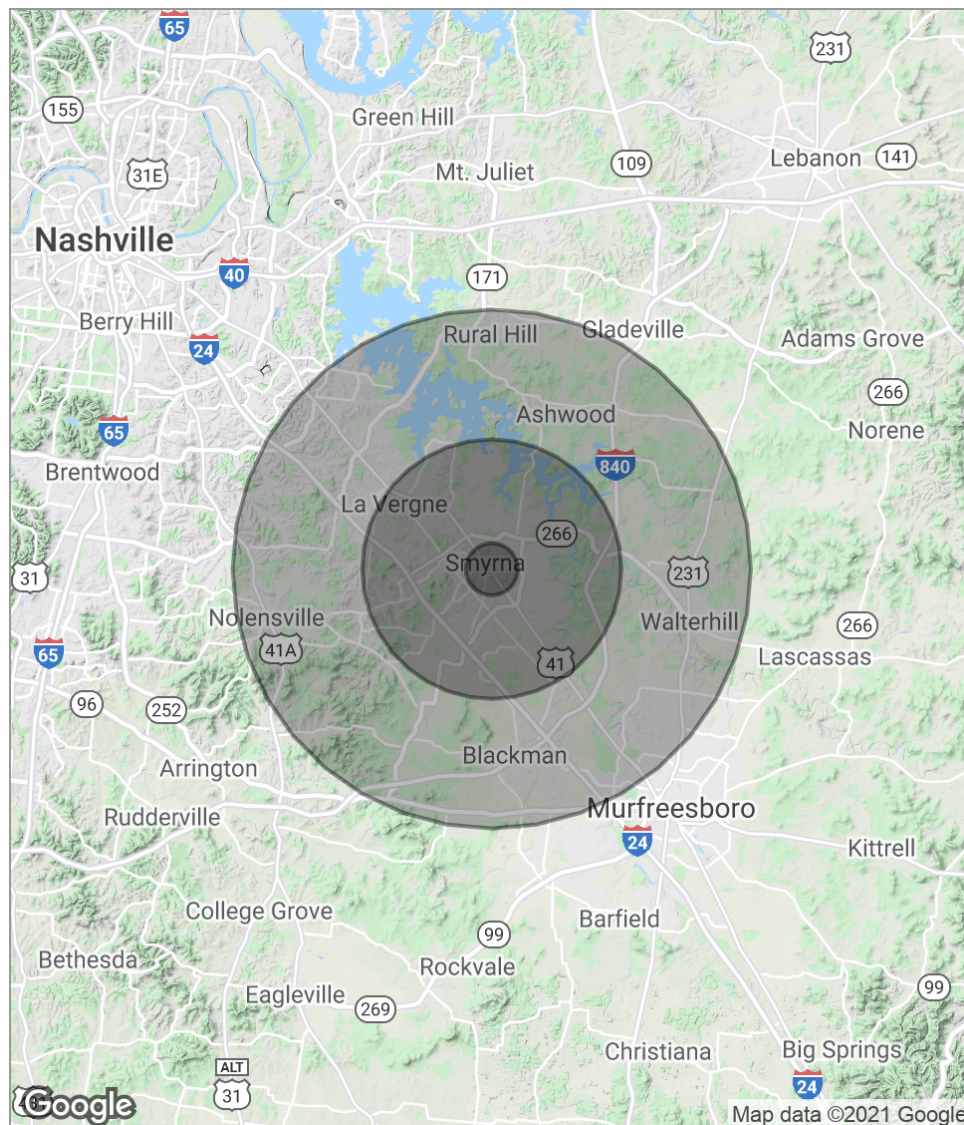 65
231
155
Green Hill
31E
Mt. Juliet
109
Lebanon
141
Nashville
40
171
Berry Hill
24
Rural Hill
Gladeville
Adams Grove
266
Ashwood
65
Norene
Brentwood
840
La Vergne
266
Smyrna
31
231
Nolensville
Walterhill
266
65
41A
41
Lascassas
96
252
Blackman
Arrington
Rudderville
Murfreesboro
24
Kittrell
College Grove
Barfield
99
Bethesda
Rockvale
Eagleville
269
99
Christiana
Big Springs
ALT
31
24
Google
Map data ©2021 Google